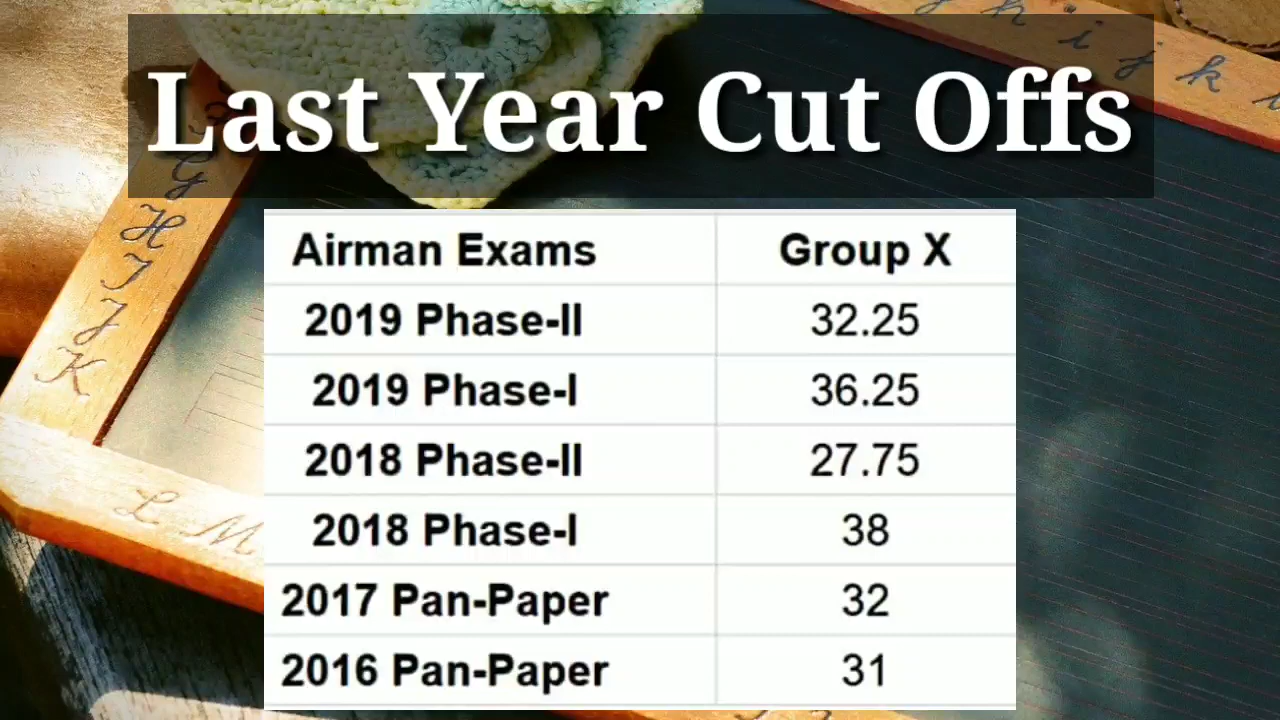 Last Year Cut Offs
Airman Exams Group X
2019 Phase-II 32.25
2019 Phase-I 36.25
2018 Phase-II 27.75
2018 Phase-I 38
2017 Pan-Paper 32
2016 Pan-Paper 31
G
H
I
J
K
L M
i j k